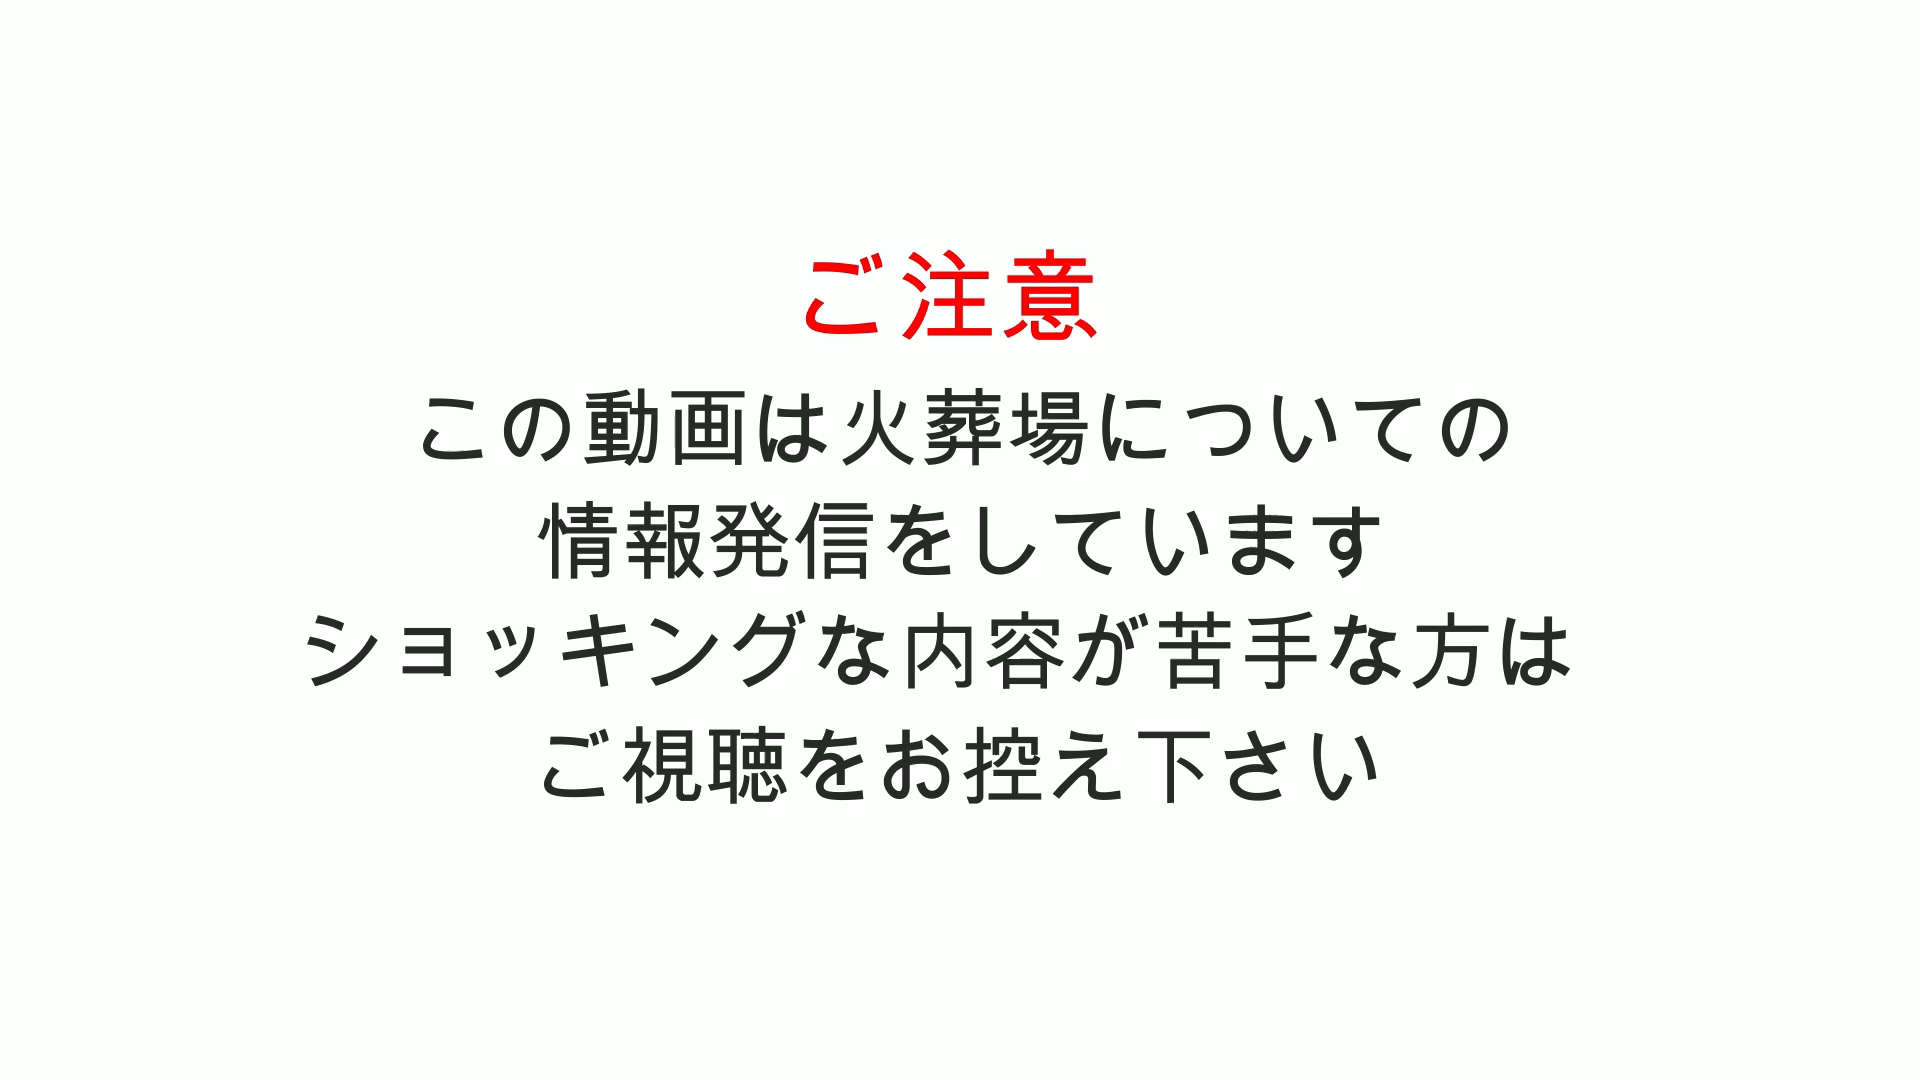 ご注意
この動画は火葬場についての
情報発信をしています
ショッキングな内容が苦手な方は
ご視聴をお控え下さい